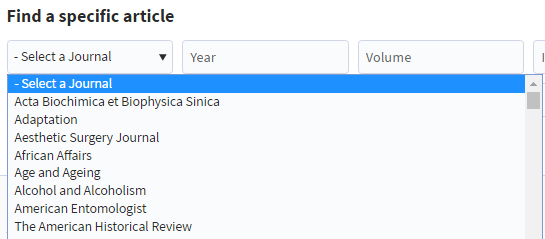 Find a specific article
- Select a Journal Year Volume
- Select a Journal
Acta Biochimica et Biophysica Sinica
Adaptation
Aesthetic Surgery Journal
African Affairs
Age and Ageing
Alcohol and Alcoholism
American Entomologist
The American Historical Review